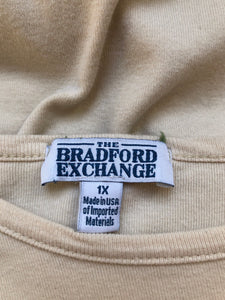 THE
BRADFORD
EXCHANGE
1X
Made in USA
of Imported
Materials